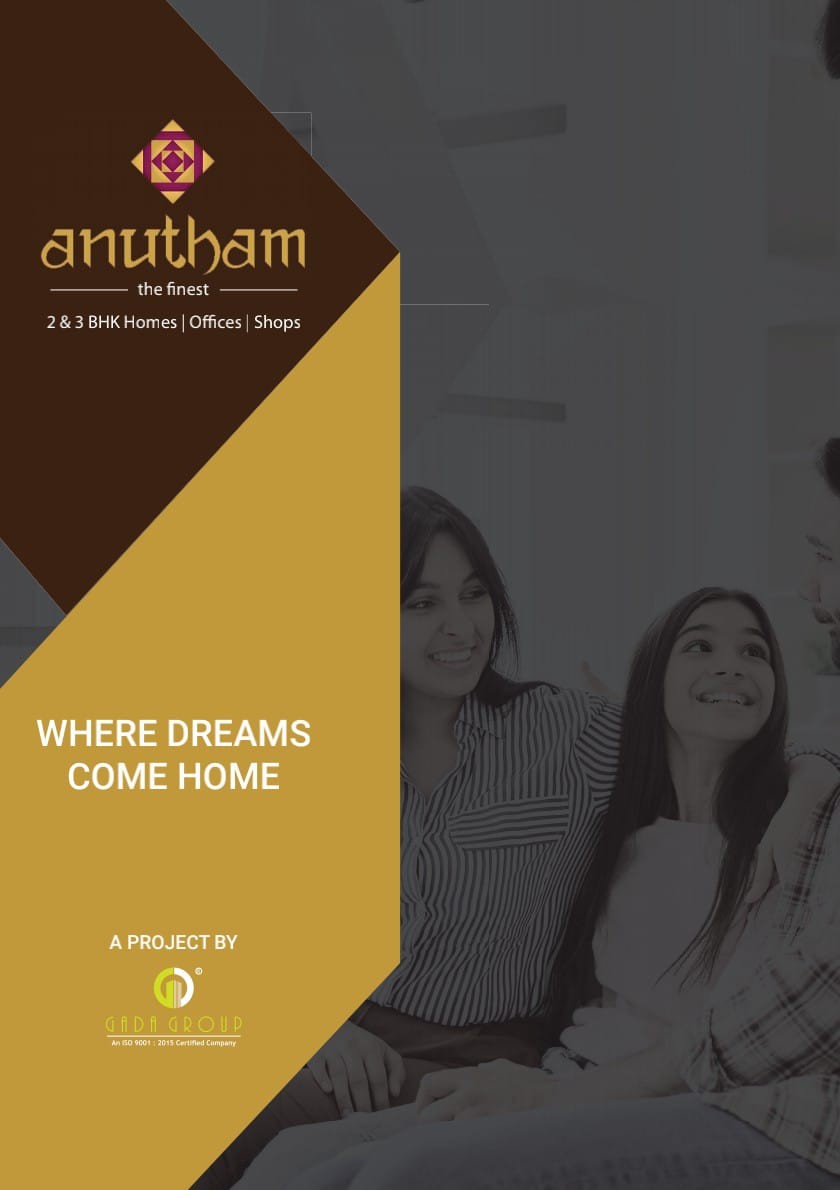 anutham
the finest
2 & 3 BHK Homes | Offices | Shops
WHERE DREAMS
COME HOME
A PROJECT BY
®
GADA GROUP
An ISO 9001 : 2015 Certified Company